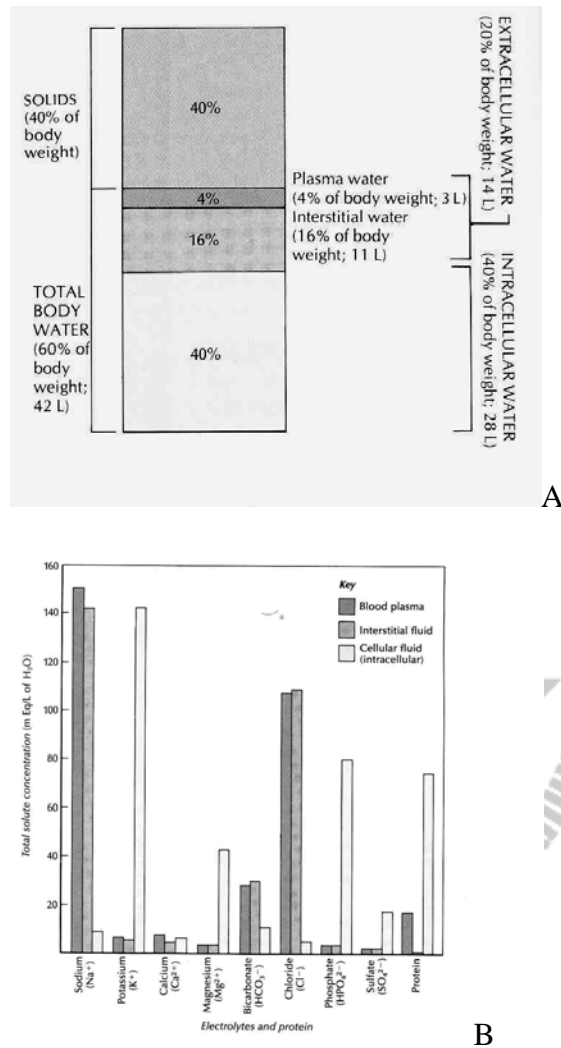 SOLIDS
(40% of
body
weight)
TOTAL
BODY
WATER
(60% of
body
weight;
42 L)
40%
4%
16%
40%
Plasma water
(4% of body weight; 3 L)
Interstitial water
(16% of body
weight; 11 L)
EXTRACELLULAR WATER
(20% of body weight; 14 L)
INTRACELLULAR WATER
(40% of body weight; 28 L)
A
Total solute concentration (m Eq/L of H₂O)
160
140
120
100
80
60
40
20
Key
Blood plasma
Interstitial fluid
Cellular fluid
(intracellular)
Sodium
(Na⁺)
Potassium
(K⁺)
Calcium
(Ca²⁺)
Magnesium
(Mg²⁺)
Bicarbonate
(HCO₃⁻)
Chloride
(Cl⁻)
Phosphate
(HPO₄²⁻)
Sulfate
(SO₄²⁻)
Protein
Electrolytes and protein
B